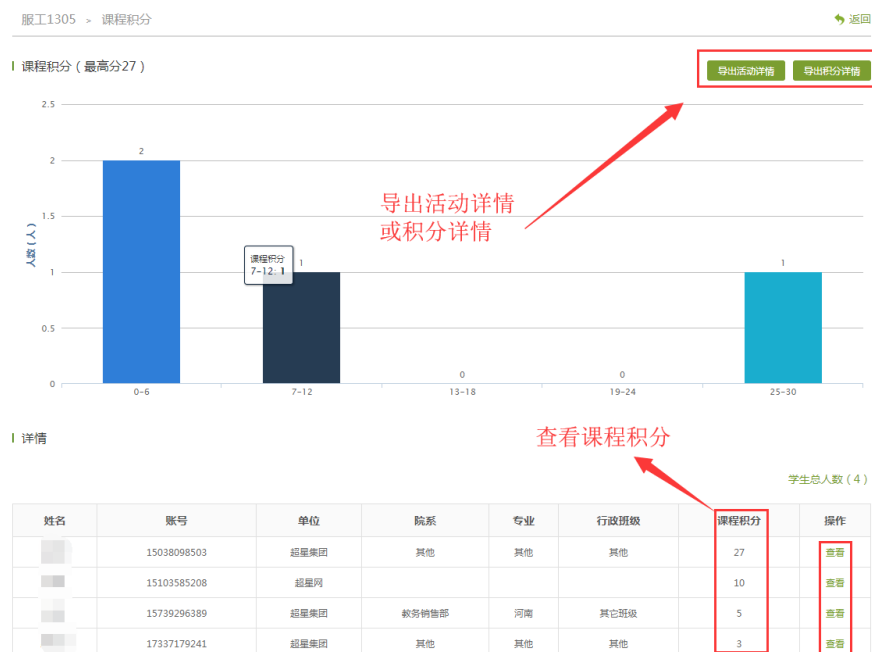 服工1305 > 课程积分
返回
课程积分 ( 最高分27 )
导出活动详情 导出积分详情
2.5
2
2
1.5
导出活动详情
或积分详情
人数 ( 人 )
课程积分
7-12: 1
1
1
1
0.5
0
0
0
0-6 7-12 13-18 19-24 25-30
详情
查看课程积分
学生总人数 ( 4 )
姓名 账号 单位 院系 专业 行政班级 课程积分 操作
15038098503 超星集团 其他 其他 其他 27 查看
15103585208 超星网 10 查看
15739296389 超星集团 教务销售部 河南 其它班级 5 查看
17337179241 超星集团 其他 其他 其他 3 查看